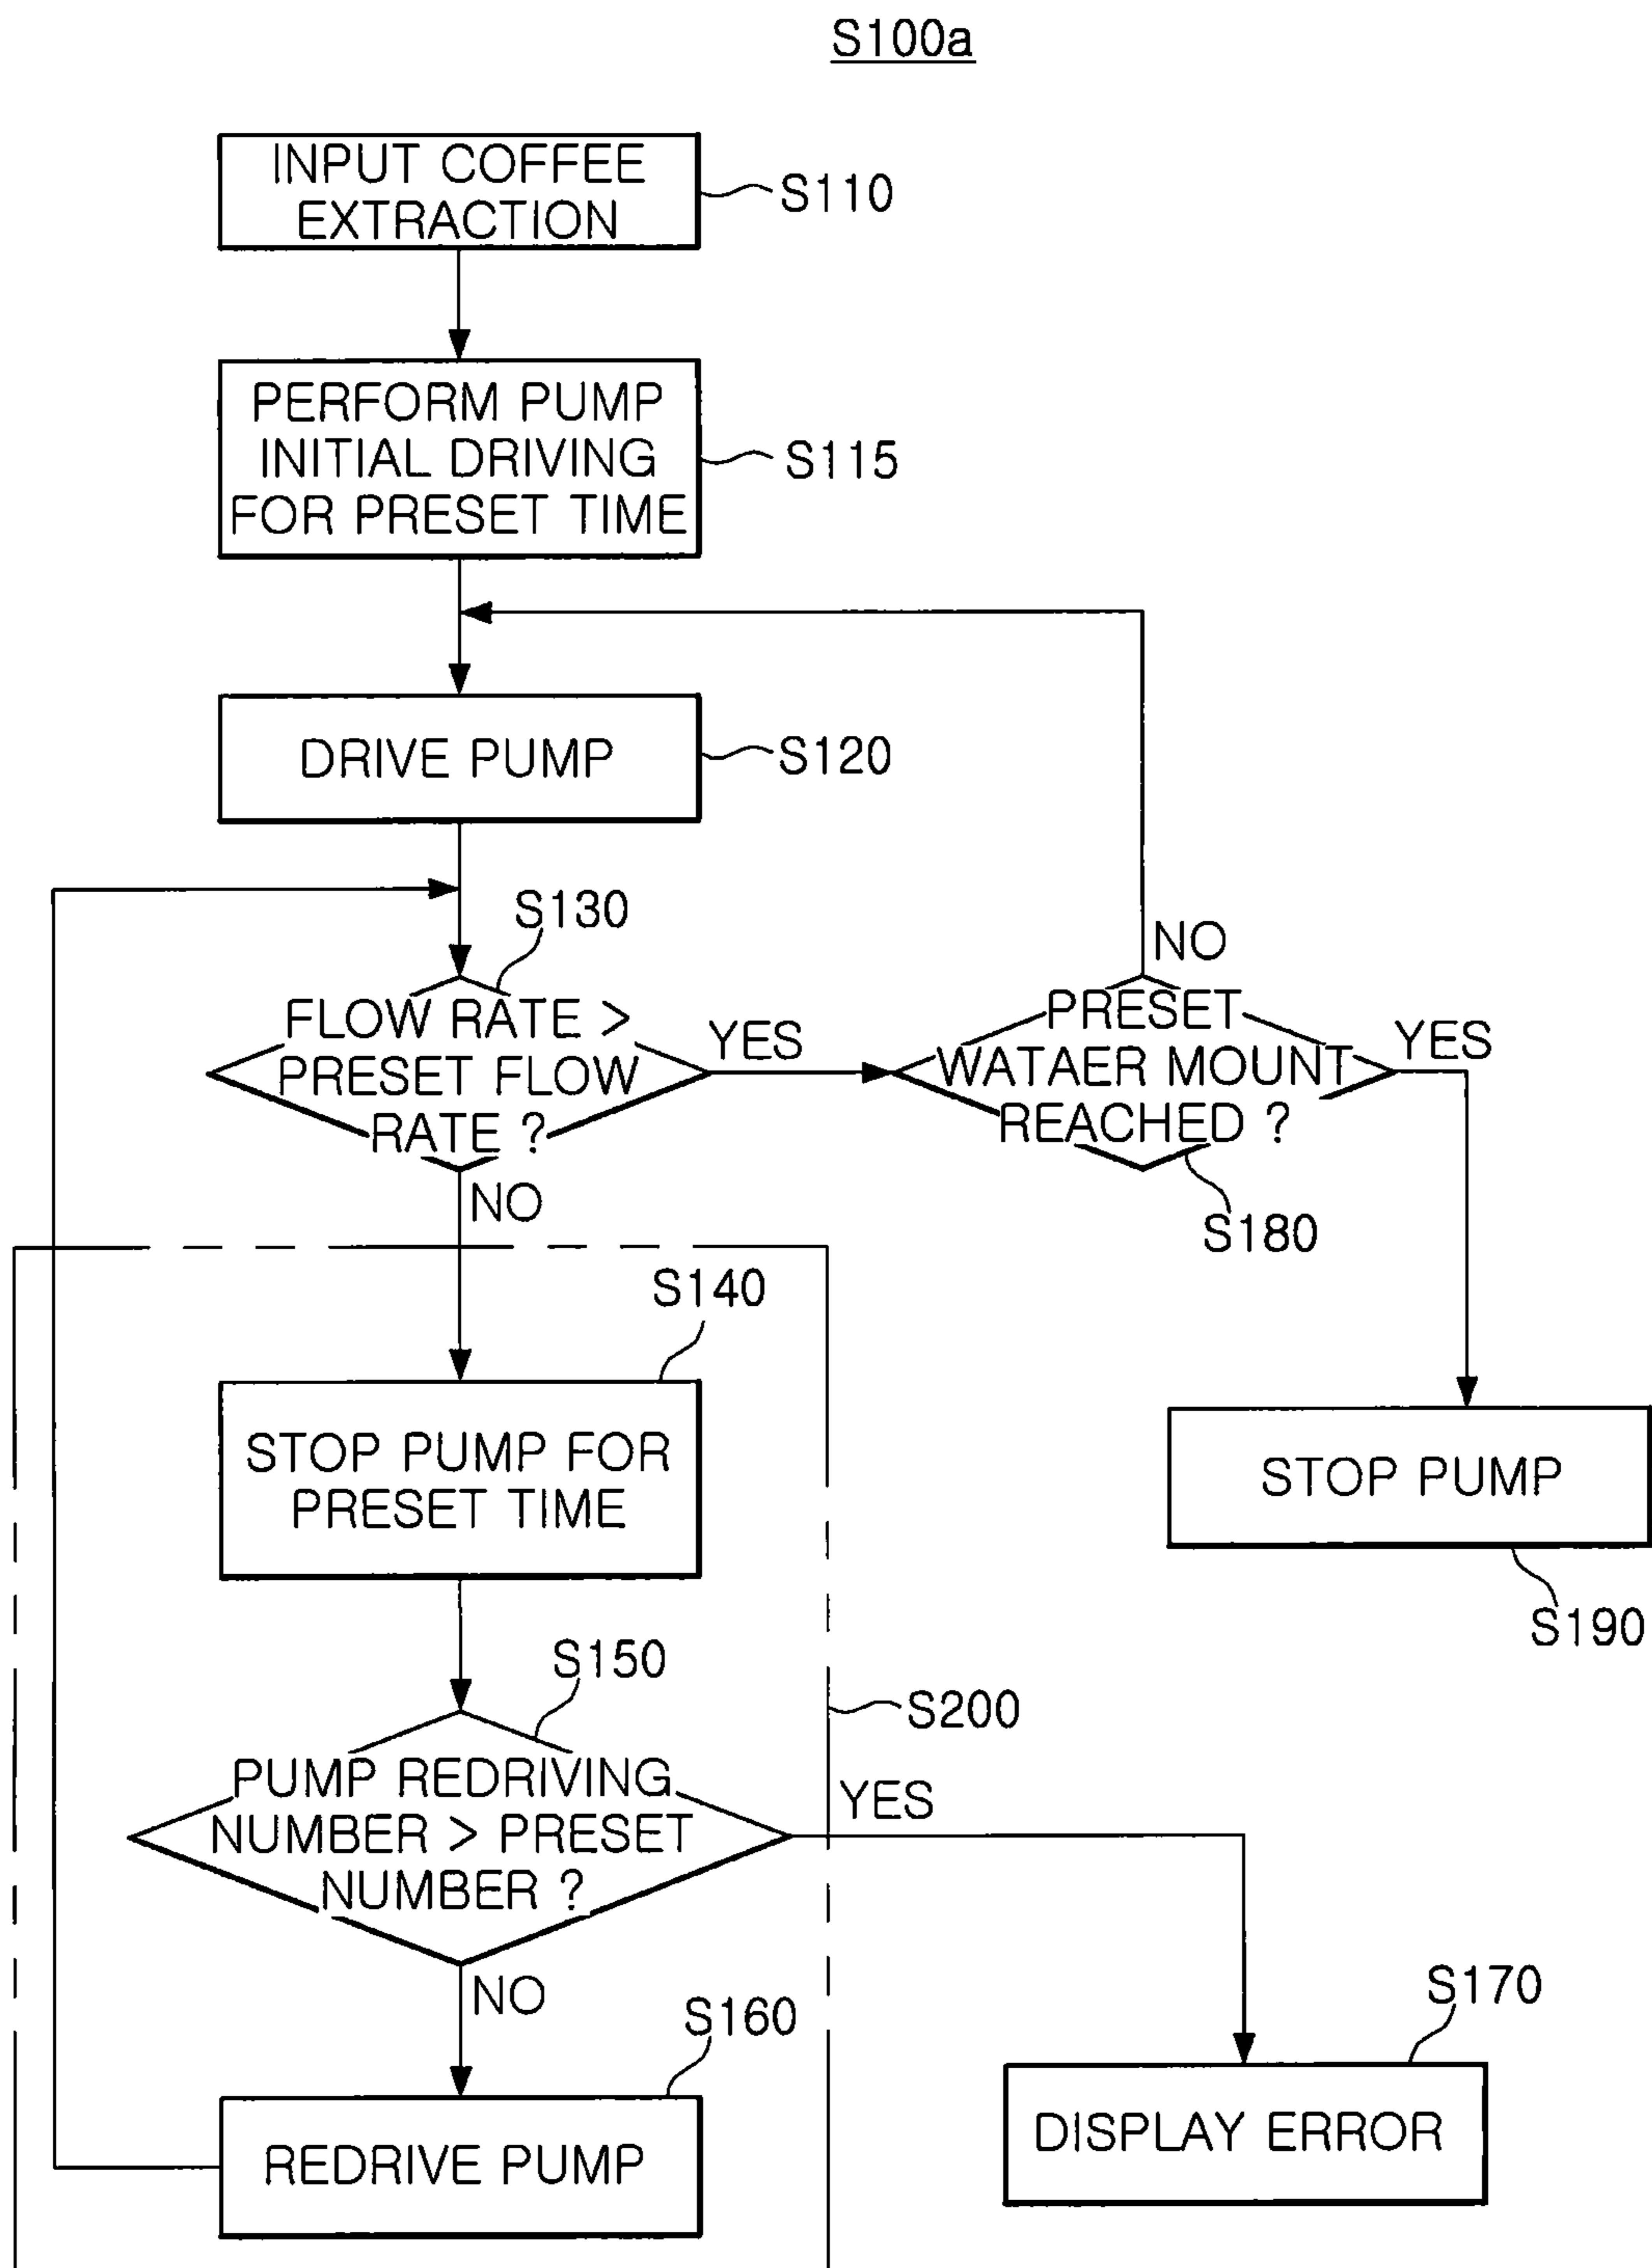 S100a
INPUT COFFEE
EXTRACTION
S110
PERFORM PUMP
INITIAL DRIVING
FOR PRESET TIME
S115
DRIVE PUMP
S120
S130
FLOW RATE >
PRESET FLOW
RATE ?
YES
NO
NO
PRESET
WATAER MOUNT
REACHED ?
YES
S180
S140
STOP PUMP FOR
PRESET TIME
STOP PUMP
S190
S150
S200
PUMP REDRIVING
NUMBER > PRESET
NUMBER ?
YES
NO
S160
REDRIVE PUMP
S170
DISPLAY ERROR